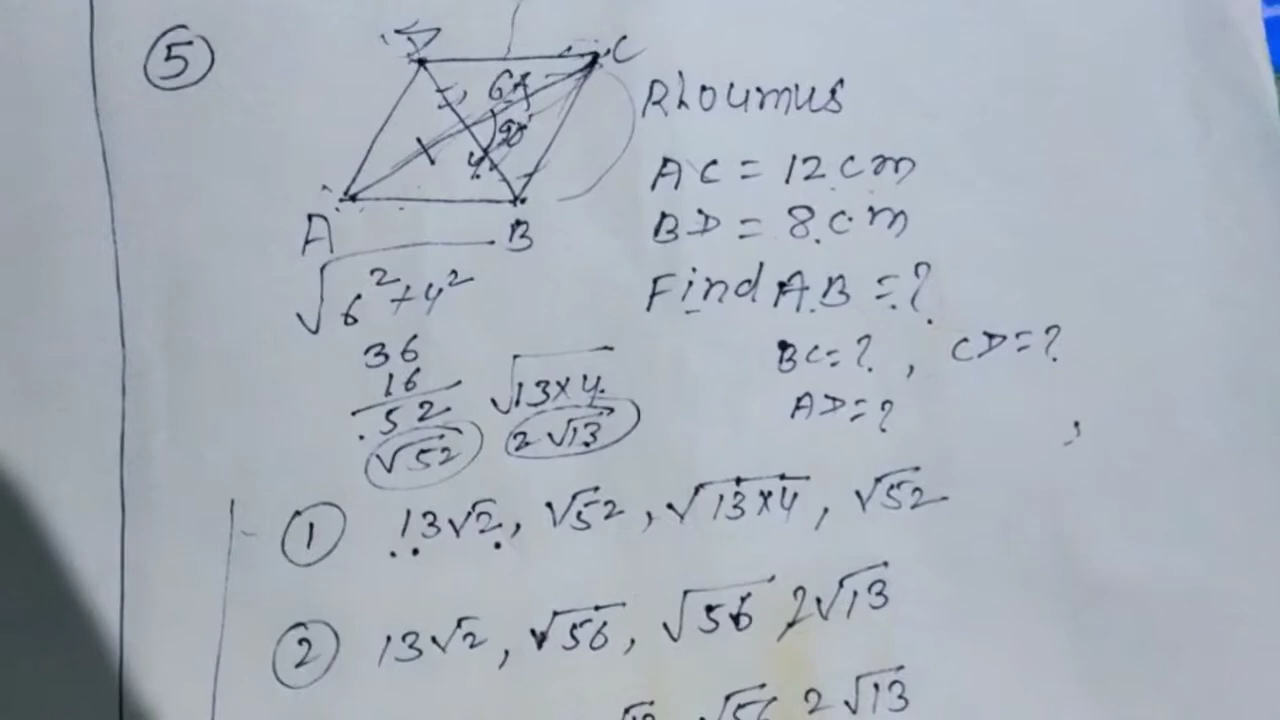 5
D C
6
90°
4
A B
Rhoumus
AC = 12 cm
BD = 8 cm
Find AB = ?
BC = ? , CD = ?
AD = ?
√6²+4²
36
16
52
√52
√13×4
2√13
1 13√2, √52, √13×4, √52
2 13√2, √56, √56 2√13
2√13